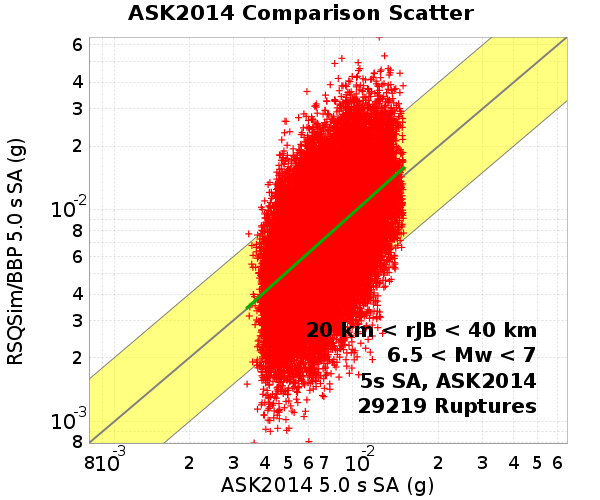 ASK2014 Comparison Scatter
6
4
3
2
10-2
8
6
4
3
2
10-3
8
RSQSim/BBP 5.0 s SA (g)
20 km < rJB < 40 km
6.5 < Mw < 7
5s SA, ASK2014
29219 Ruptures
8 10-3 2 3 4 5 6 7 10-2 2 3 4 5 6
ASK2014 5.0 s SA (g)